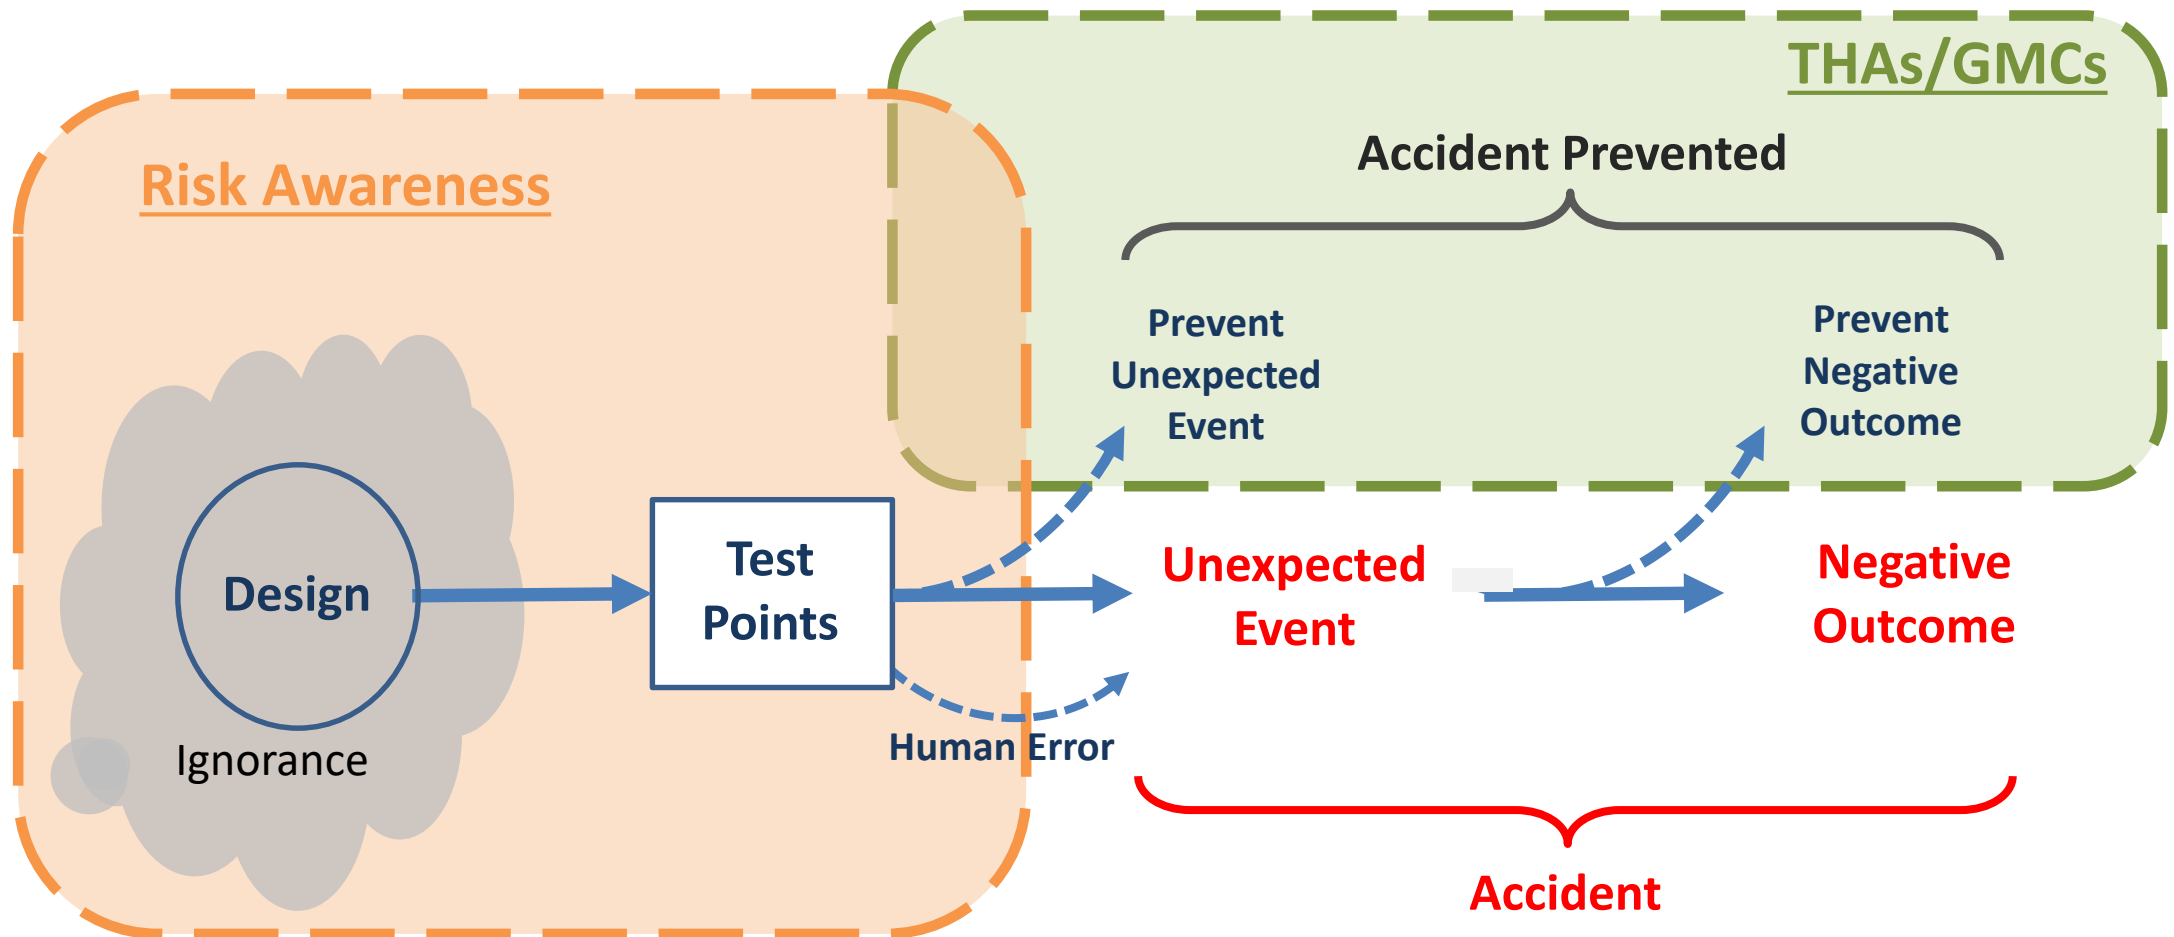 THAs/GMCs
Accident Prevented
Risk Awareness
Prevent
Unexpected
Event
Prevent
Negative
Outcome
Design
Ignorance
Test
Points
Human Error
Unexpected
Event
Negative
Outcome
Accident